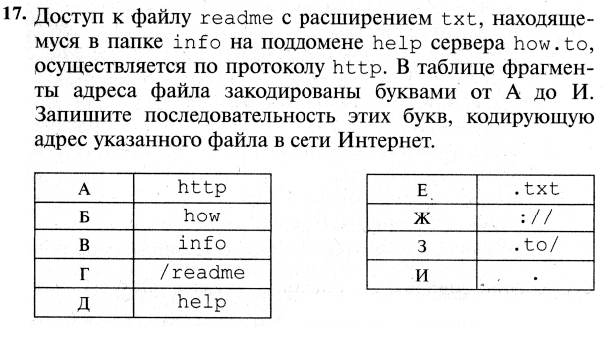 17. Доступ к файлу readme с расширением txt, находяще-
муся в папке info на поддомене help сервера how.to,
осуществляется по протоколу http. В таблице фрагмен-
ты адреса файла закодированы буквами от А до И.
Запишите последовательность этих букв, кодирующую
адрес указанного файла в сети Интернет.
А http
Б how
В info
Г /readme
Д help
Е .txt
Ж ://
З .to/
И .